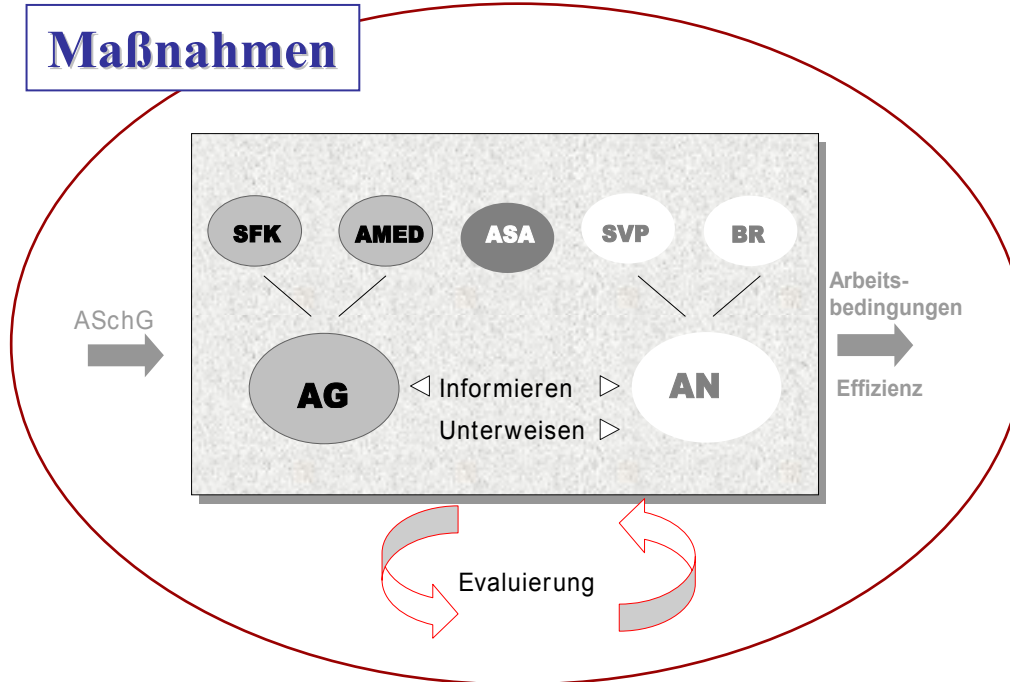 Maßnahmen
SFK AMED ASA SVP BR
ASchG
Arbeits-
bedingungen
Effizienz
AG
Informieren
Unterweisen
AN
Evaluierung